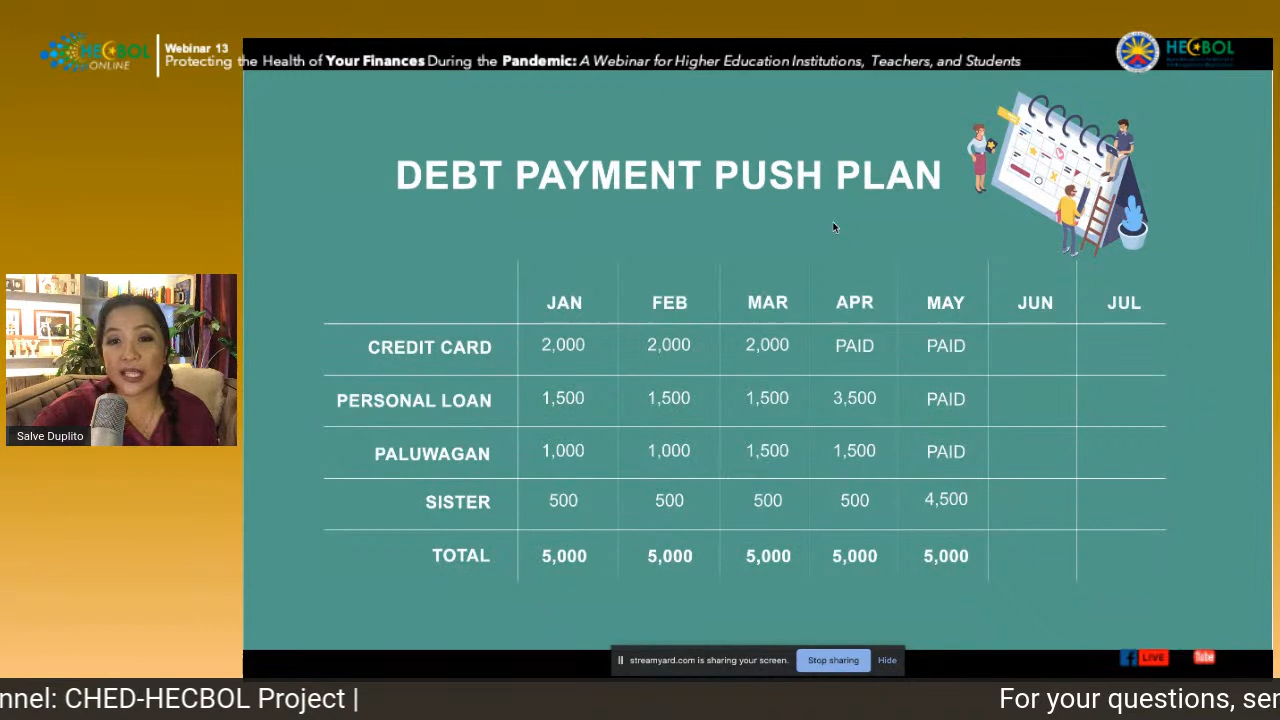 HECBOL
ONLINE
Webinar 13
Protecting the Health of Your Finances During the Pandemic: A Webinar for Higher Education Institutions, Teachers, and Students
HECBOL
DEBT PAYMENT PUSH PLAN
JAN FEB MAR APR MAY JUN JUL
CREDIT CARD 2,000 2,000 2,000 PAID PAID
PERSONAL LOAN 1,500 1,500 1,500 3,500 PAID
PALUWAGAN 1,000 1,000 1,500 1,500 PAID
SISTER 500 500 500 500 4,500
TOTAL 5,000 5,000 5,000 5,000 5,000
Salve Duplito
streamyard.com is sharing your screen. Stop sharing Hide
LIVE
nnel: CHED-HECBOL Project | For your questions, ser